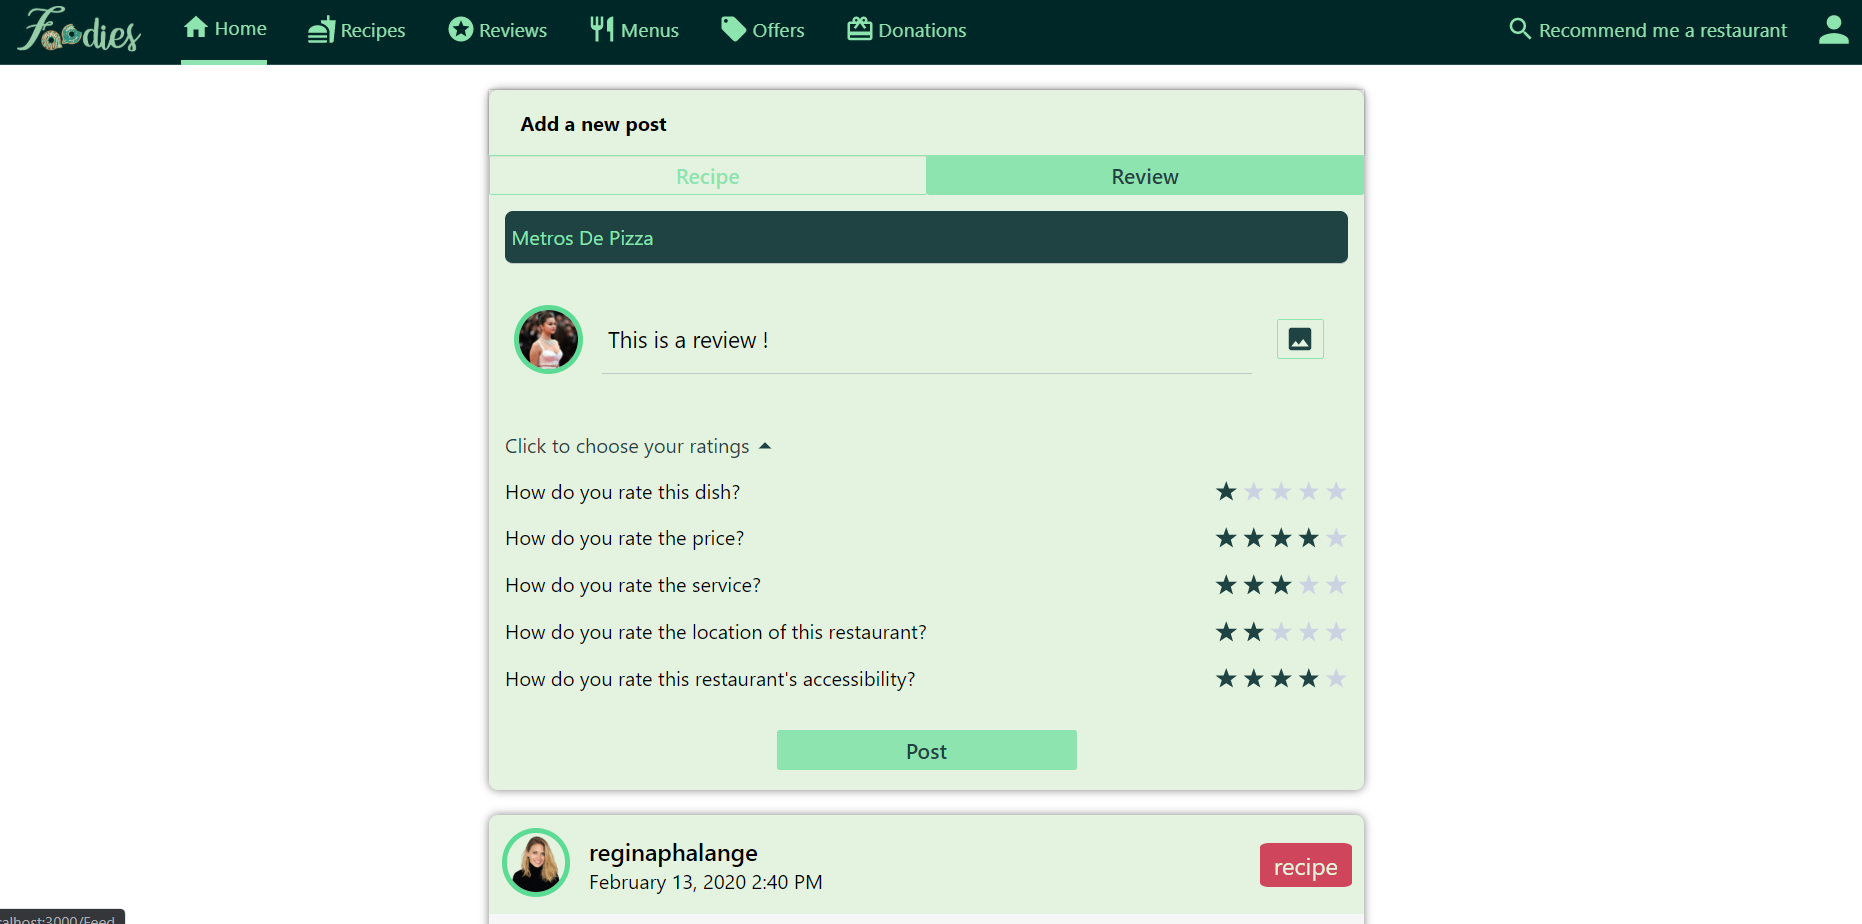 Foodies Home Recipes Reviews Menus Offers Donations Recommend me a restaurant
Add a new post
Recipe Review
Metros De Pizza
This is a review !
Click to choose your ratings
How do you rate this dish?
How do you rate the price?
How do you rate the service?
How do you rate the location of this restaurant?
How do you rate this restaurant's accessibility?
Post
reginaphalange
recipe
February 13, 2020 2:40 PM
alhost:3000/Feed